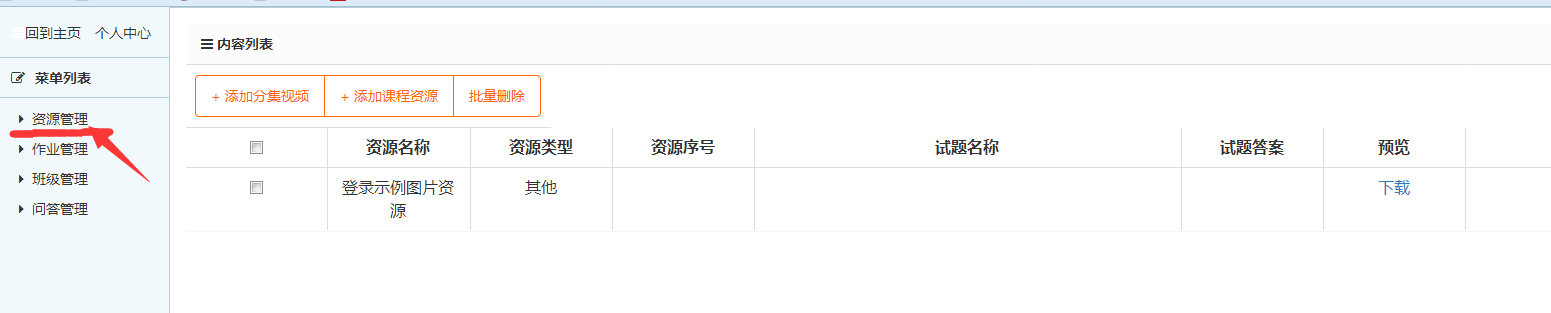 回到主页 个人中心
菜单列表
资源管理
作业管理
班级管理
问答管理
内容列表
+ 添加分集视频 + 添加课程资源 批量删除
资源名称 资源类型 资源序号 试题名称 试题答案 预览
登录示例图片资 其他 下载
源